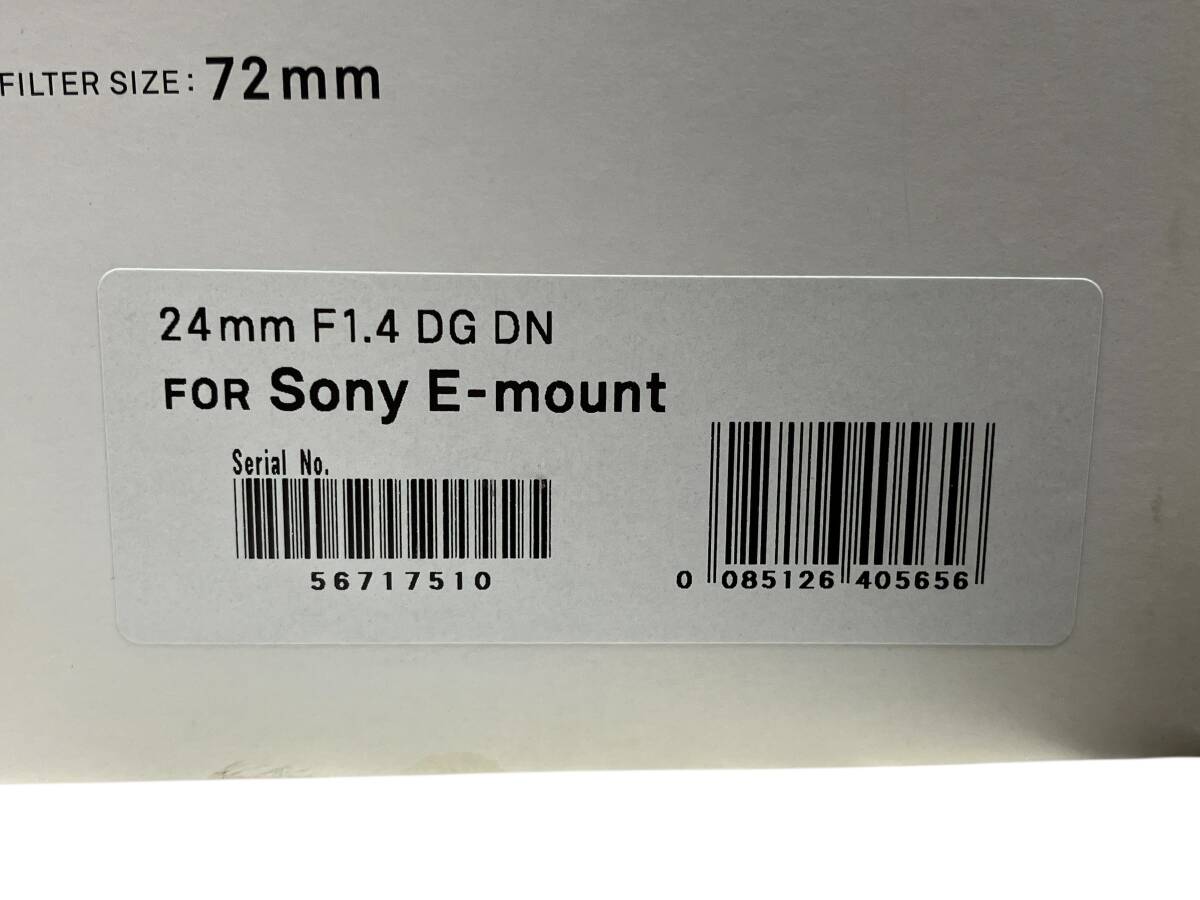 FILTER SIZE: 72mm
24mm F1.4 DG DN
FOR Sony E-mount
Serial No.
56717510
0 085126 405656